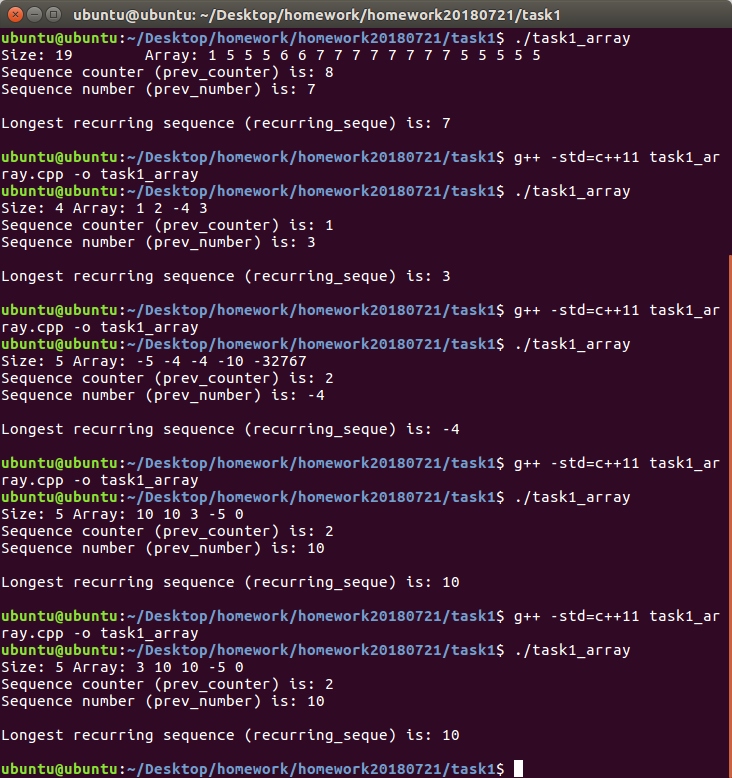 ubuntu@ubuntu: ~/Desktop/homework/homework20180721/task1
ubuntu@ubuntu:~/Desktop/homework/homework20180721/task1$ ./task1_array
Size: 19        Array: 1 5 5 5 6 6 7 7 7 7 7 7 7 7 5 5 5 5 5
Sequence counter (prev_counter) is: 8
Sequence number (prev_number) is: 7
Longest recurring sequence (recurring_seque) is: 7
ubuntu@ubuntu:~/Desktop/homework/homework20180721/task1$ g++ -std=c++11 task1_ar
ray.cpp -o task1_array
ubuntu@ubuntu:~/Desktop/homework/homework20180721/task1$ ./task1_array
Size: 4 Array: 1 2 -4 3
Sequence counter (prev_counter) is: 1
Sequence number (prev_number) is: 3
Longest recurring sequence (recurring_seque) is: 3
ubuntu@ubuntu:~/Desktop/homework/homework20180721/task1$ g++ -std=c++11 task1_ar
ray.cpp -o task1_array
ubuntu@ubuntu:~/Desktop/homework/homework20180721/task1$ ./task1_array
Size: 5 Array: -5 -4 -4 -10 -32767
Sequence counter (prev_counter) is: 2
Sequence number (prev_number) is: -4
Longest recurring sequence (recurring_seque) is: -4
ubuntu@ubuntu:~/Desktop/homework/homework20180721/task1$ g++ -std=c++11 task1_ar
ray.cpp -o task1_array
ubuntu@ubuntu:~/Desktop/homework/homework20180721/task1$ ./task1_array
Size: 5 Array: 10 10 3 -5 0
Sequence counter (prev_counter) is: 2
Sequence number (prev_number) is: 10
Longest recurring sequence (recurring_seque) is: 10
ubuntu@ubuntu:~/Desktop/homework/homework20180721/task1$ g++ -std=c++11 task1_ar
ray.cpp -o task1_array
ubuntu@ubuntu:~/Desktop/homework/homework20180721/task1$ ./task1_array
Size: 5 Array: 3 10 10 -5 0
Sequence counter (prev_counter) is: 2
Sequence number (prev_number) is: 10
Longest recurring sequence (recurring_seque) is: 10
ubuntu@ubuntu:~/Desktop/homework/homework20180721/task1$